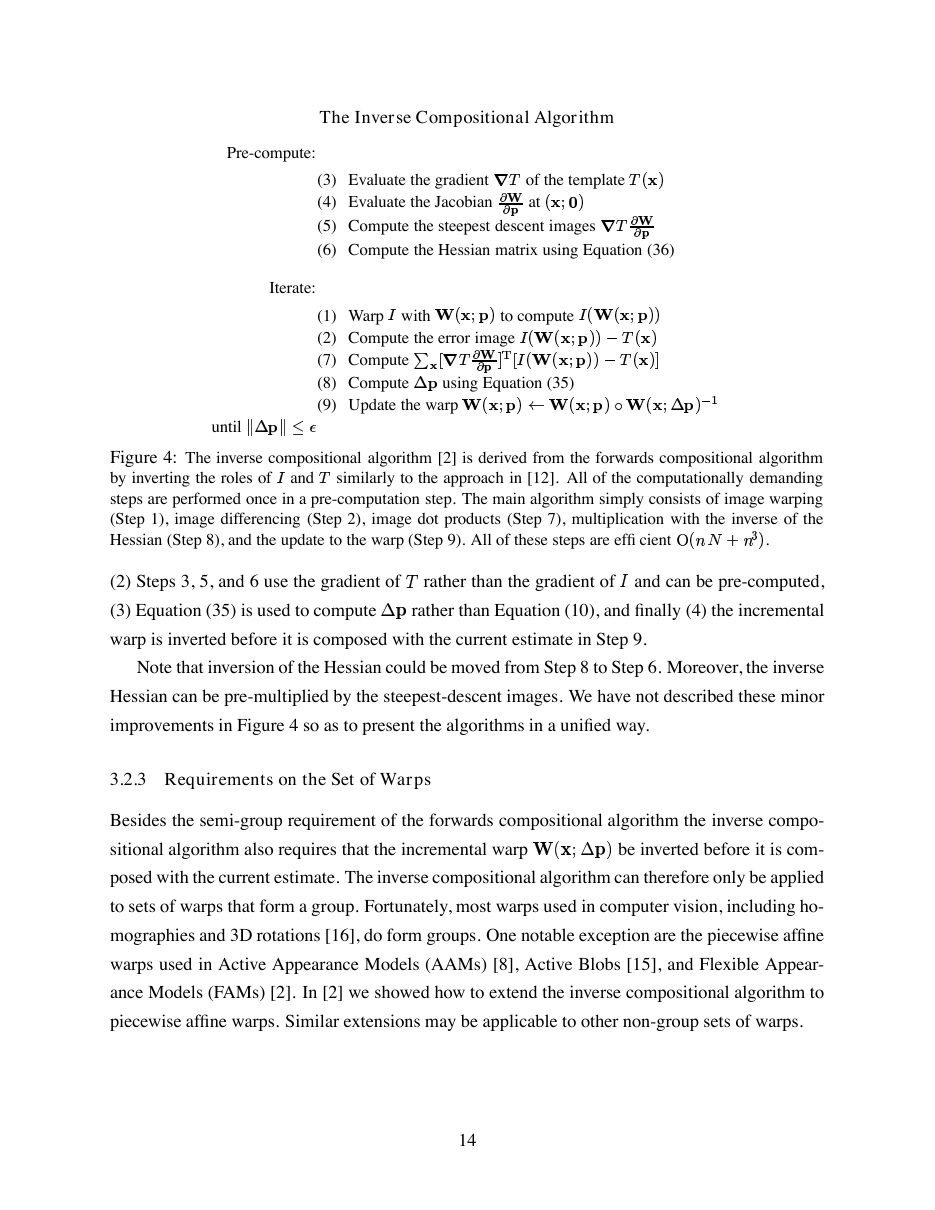 The Inverse Compositional Algorithm
Pre-compute:
(3) Evaluate the gradient ∇T of the template T(x)
(4) Evaluate the Jacobian ∂W/∂p at (x; 0)
(5) Compute the steepest descent images ∇T ∂W/∂p
(6) Compute the Hessian matrix using Equation (36)
Iterate:
(1) Warp I with W(x; p) to compute I(W(x; p))
(2) Compute the error image I(W(x; p)) − T(x)
(7) Compute ∑ₓ[∇T ∂W/∂p]ᵀ[I(W(x; p)) − T(x)]
(8) Compute Δp using Equation (35)
(9) Update the warp W(x; p) ← W(x; p) ∘ W(x; Δp)⁻¹
until ‖Δp‖ ≤ ϵ
Figure 4: The inverse compositional algorithm [2] is derived from the forwards compositional algorithm
by inverting the roles of I and T similarly to the approach in [12]. All of the computationally demanding
steps are performed once in a pre-computation step. The main algorithm simply consists of image warping
(Step 1), image differencing (Step 2), image dot products (Step 7), multiplication with the inverse of the
Hessian (Step 8), and the update to the warp (Step 9). All of these steps are effi cient O(n N + n³).
(2) Steps 3, 5, and 6 use the gradient of T rather than the gradient of I and can be pre-computed,
(3) Equation (35) is used to compute Δp rather than Equation (10), and finally (4) the incremental
warp is inverted before it is composed with the current estimate in Step 9.
Note that inversion of the Hessian could be moved from Step 8 to Step 6. Moreover, the inverse
Hessian can be pre-multiplied by the steepest-descent images. We have not described these minor
improvements in Figure 4 so as to present the algorithms in a unified way.
3.2.3 Requirements on the Set of Warps
Besides the semi-group requirement of the forwards compositional algorithm the inverse compo-
sitional algorithm also requires that the incremental warp W(x; Δp) be inverted before it is com-
posed with the current estimate. The inverse compositional algorithm can therefore only be applied
to sets of warps that form a group. Fortunately, most warps used in computer vision, including ho-
mographies and 3D rotations [16], do form groups. One notable exception are the piecewise affine
warps used in Active Appearance Models (AAMs) [8], Active Blobs [15], and Flexible Appear-
ance Models (FAMs) [2]. In [2] we showed how to extend the inverse compositional algorithm to
piecewise affine warps. Similar extensions may be applicable to other non-group sets of warps.
14